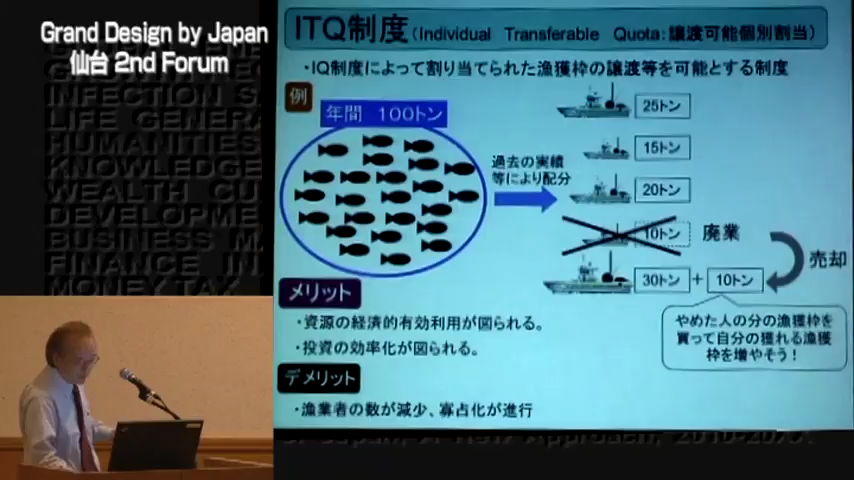 Grand Design by Japan
仙台 2nd Forum
INFECTION
LIFE
HUMANITIES
KNOWLEDGE
WEALTH
DEVELOPME
BUSINESS
FINANCE
MONEY TAX
ITQ制度(Individual Transferable Quota:譲渡可能個別割当)
・IQ制度によって割り当てられた漁獲枠の譲渡等を可能とする制度
例
年間 100トン
過去の実績
等により配分
25トン
15トン
20トン
10トン
廃業
30トン
+
10トン
売却
やめた人の分の漁獲枠を
買って自分の獲れる漁獲
枠を増やそう!
メリット
・資源の経済的有効利用が図られる。
・投資の効率化が図られる。
デメリット
・漁業者の数が減少、寡占化が進行